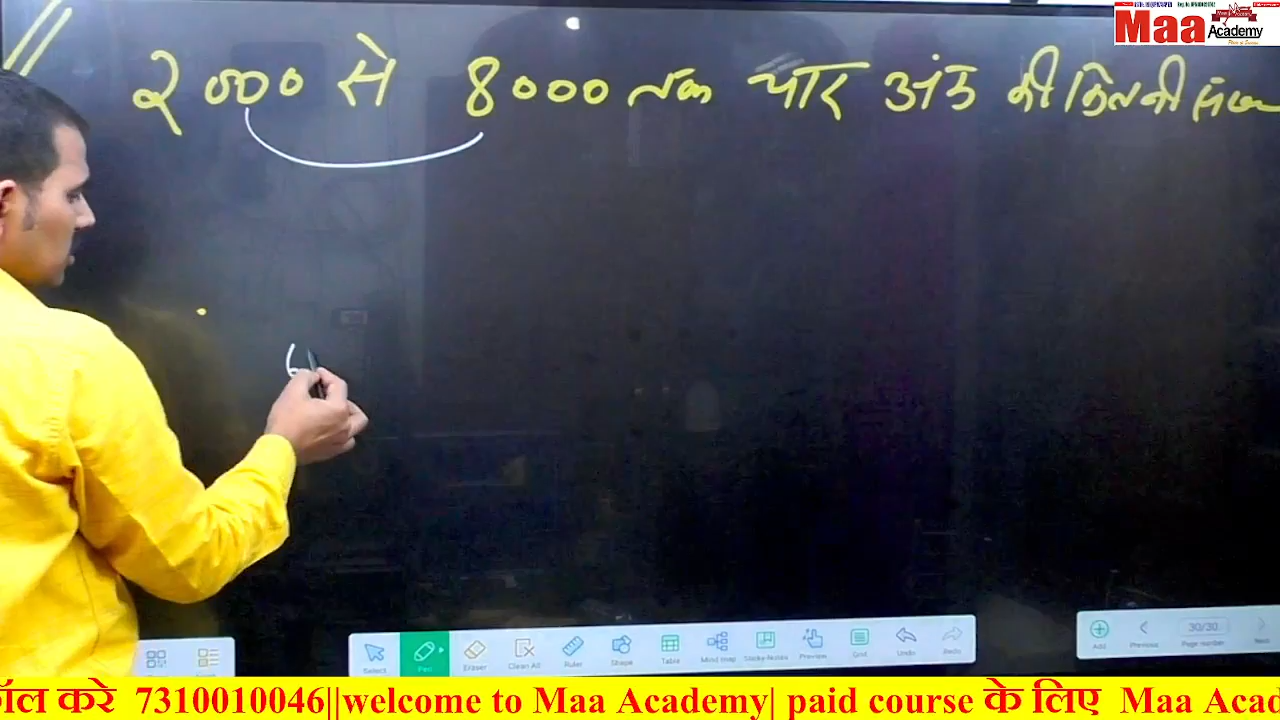 Maa
Academy
2000 से 8000 तक चार अंक की कितनी संख्या
Select
Pen
Eraser
Clean All
Ruler
Shape
Table
Mind map
Sticky Notes
Preview
Grid
Undo
Redo
Add
Previous
30/30
Page number
Next
ॉल करे 7310010046||welcome to Maa Academy| paid course के लिए Maa Acad